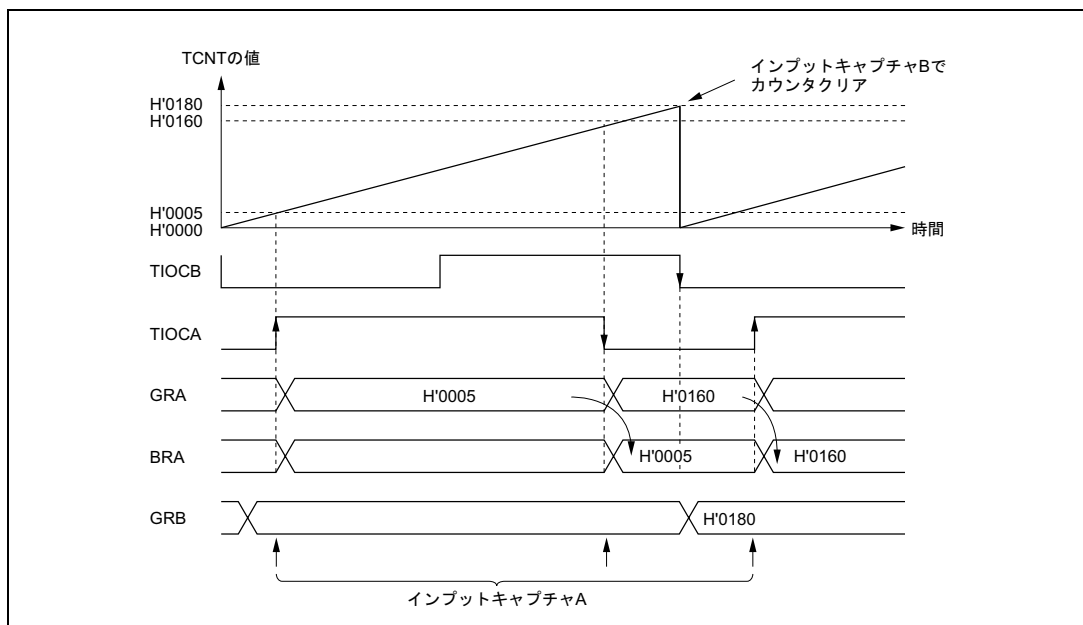 TCNTの値
インプットキャプチャBで
カウンタクリア
H'0180
H'0160
H'0005
H'0000
時間
TIOCB
TIOCA
GRA
H'0005
H'0160
BRA
H'0005
H'0160
GRB
H'0180
インプットキャプチャA